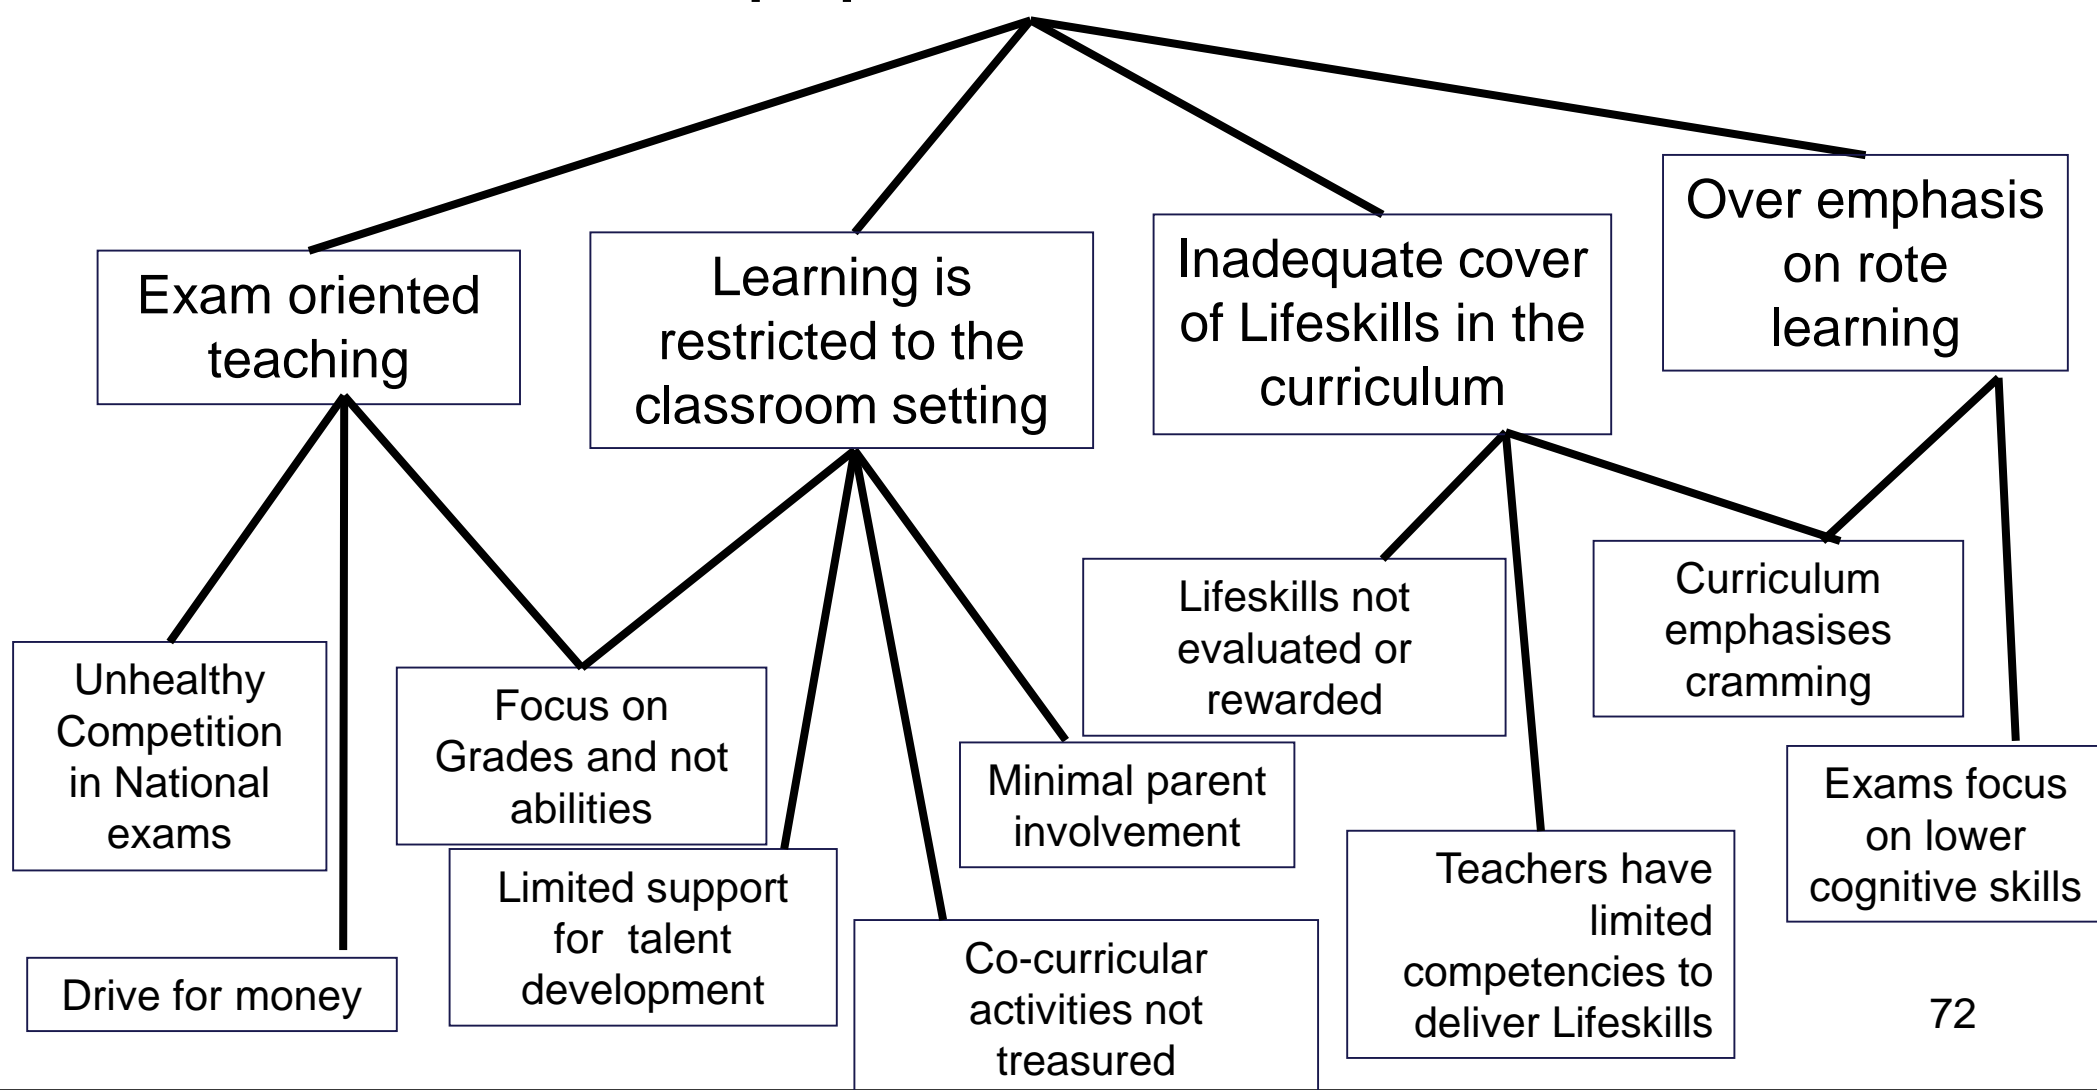 Exam oriented
teaching
Learning is
restricted to the
classroom setting
Inadequate cover
of Lifeskills in the
curriculum
Over emphasis
on rote
learning
Unhealthy
Competition
in National
exams
Drive for money
Focus on
Grades and not
abilities
Limited support
for talent
development
Co-curricular
activities not
treasured
Minimal parent
involvement
Lifeskills not
evaluated or
rewarded
Teachers have
limited
competencies to
deliver Lifeskills
Curriculum
emphasises
cramming
Exams focus
on lower
cognitive skills
72